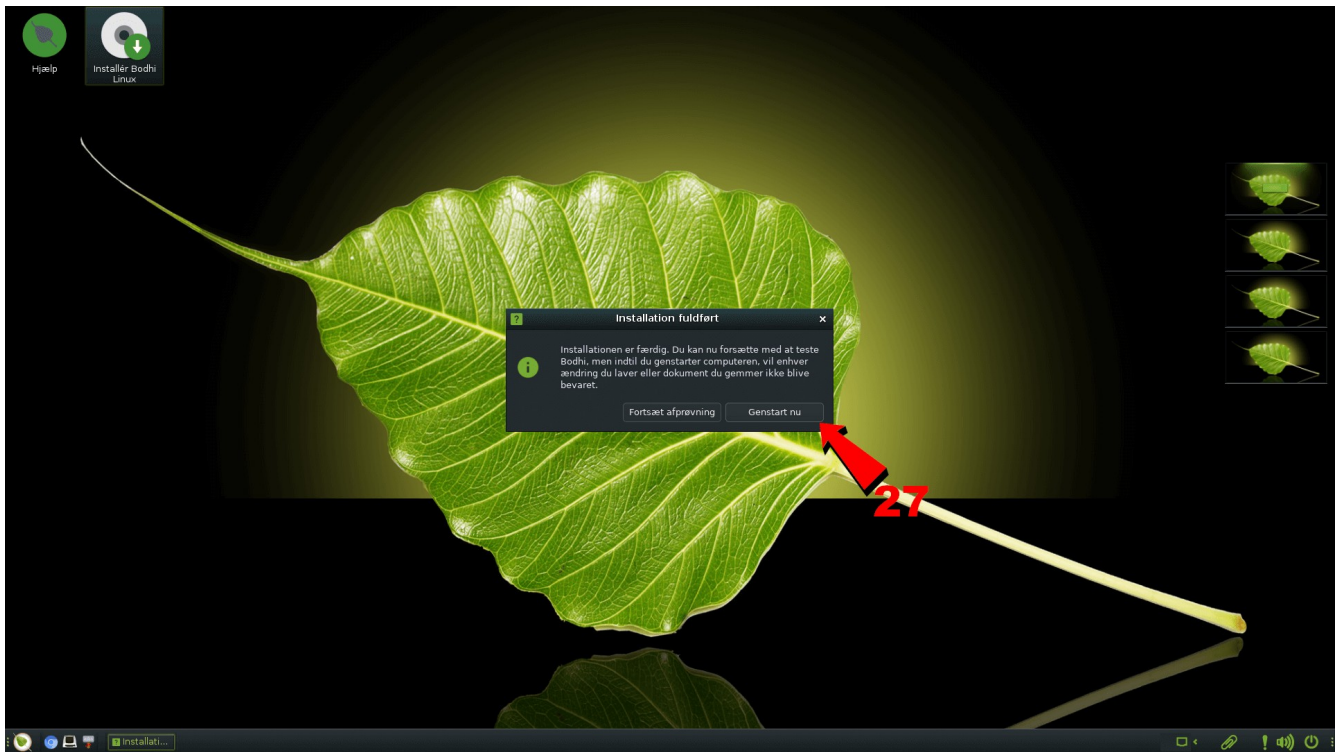 Hjælp
Installér Bodhi
Linux
Installation fuldført
Installationen er færdig. Du kan nu forsætte med at teste
Bodhi, men indtil du genstarter computeren, vil enhver
ændring du laver eller dokument du gemmer ikke blive
bevaret.
Fortsæt afprøvning
Genstart nu
27
Installati...